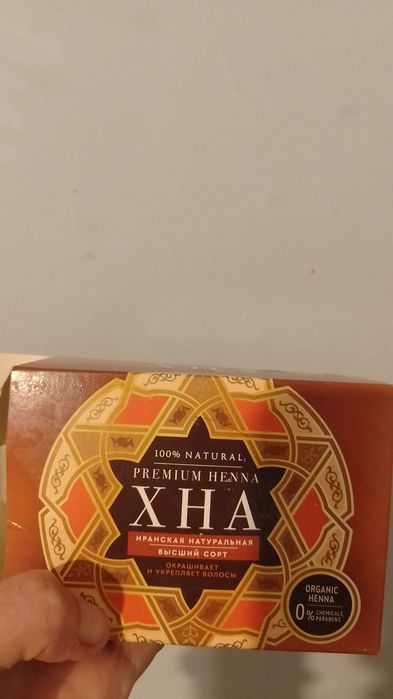 100% NATURAL
PREMIUM HENNA
ХНА
ИРАНСКАЯ НАТУРАЛЬНАЯ
ВЫСШИЙ СОРТ
ОКРАШИВАЕТ
И УКРЕПЛЯЕТ ВОЛОСЫ
ORGANIC
HENNA
0% CHEMICALS,
PARABENS